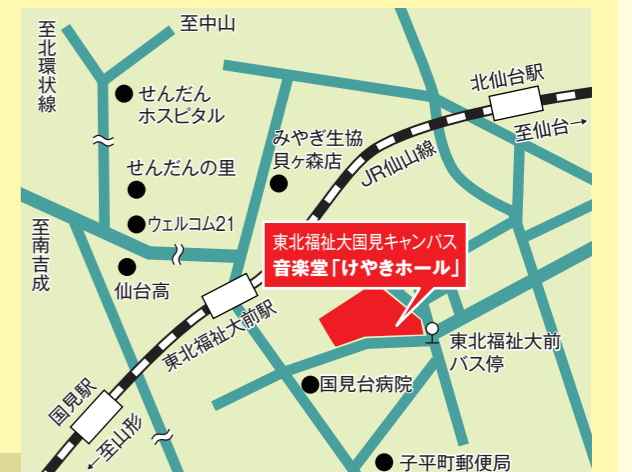 至中山
至北環状線
せんだん
ホスピタル
北仙台駅
至仙台→
みやぎ生協
貝ヶ森店
JR仙山線
せんだんの里
ウェルコム21
至南吉成
東北福祉大国見キャンパス
音楽堂「けやきホール」
仙台高
東北福祉大前駅
東北福祉大前
バス停
国見台病院
国見駅
←至山形
子平町郵便局